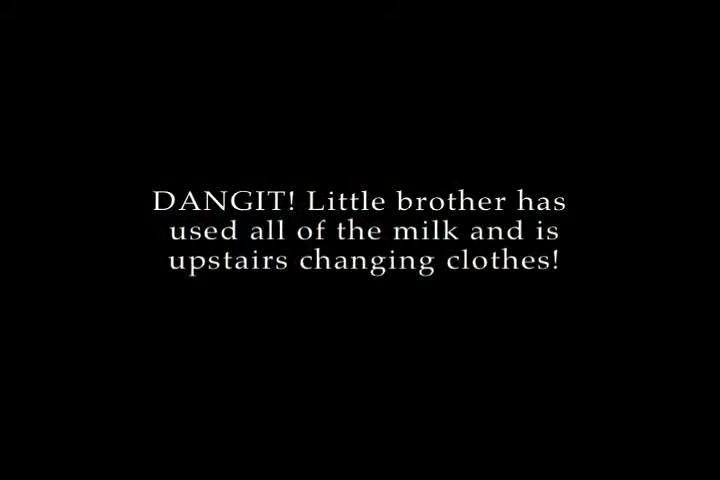 DANGIT! Little brother has
used all of the milk and is
upstairs changing clothes!